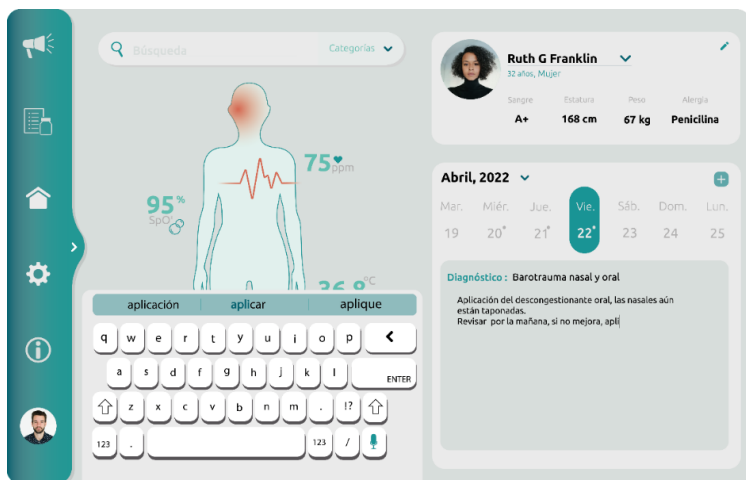 Búsqueda
Categorías
75 ppm
95%
SpO²
36.8 °C
aplicación aplicar aplique
q w e r t y u i o p
a s d f g h j k l ENTER
z x c v b n m . !?
123 . 123 /
Ruth G Franklin
32 años, Mujer
Sangre Estatura Peso Alergia
A+ 168 cm 67 kg Penicilina
Abril, 2022
Mar. Miér. Jue. Vie. Sáb. Dom. Lun.
19 20 21 22 23 24 25
Diagnóstico : Barotrauma nasal y oral
Aplicación del descongestionante oral, las nasales aún
están taponadas.
Revisar por la mañana, si no mejora, apli